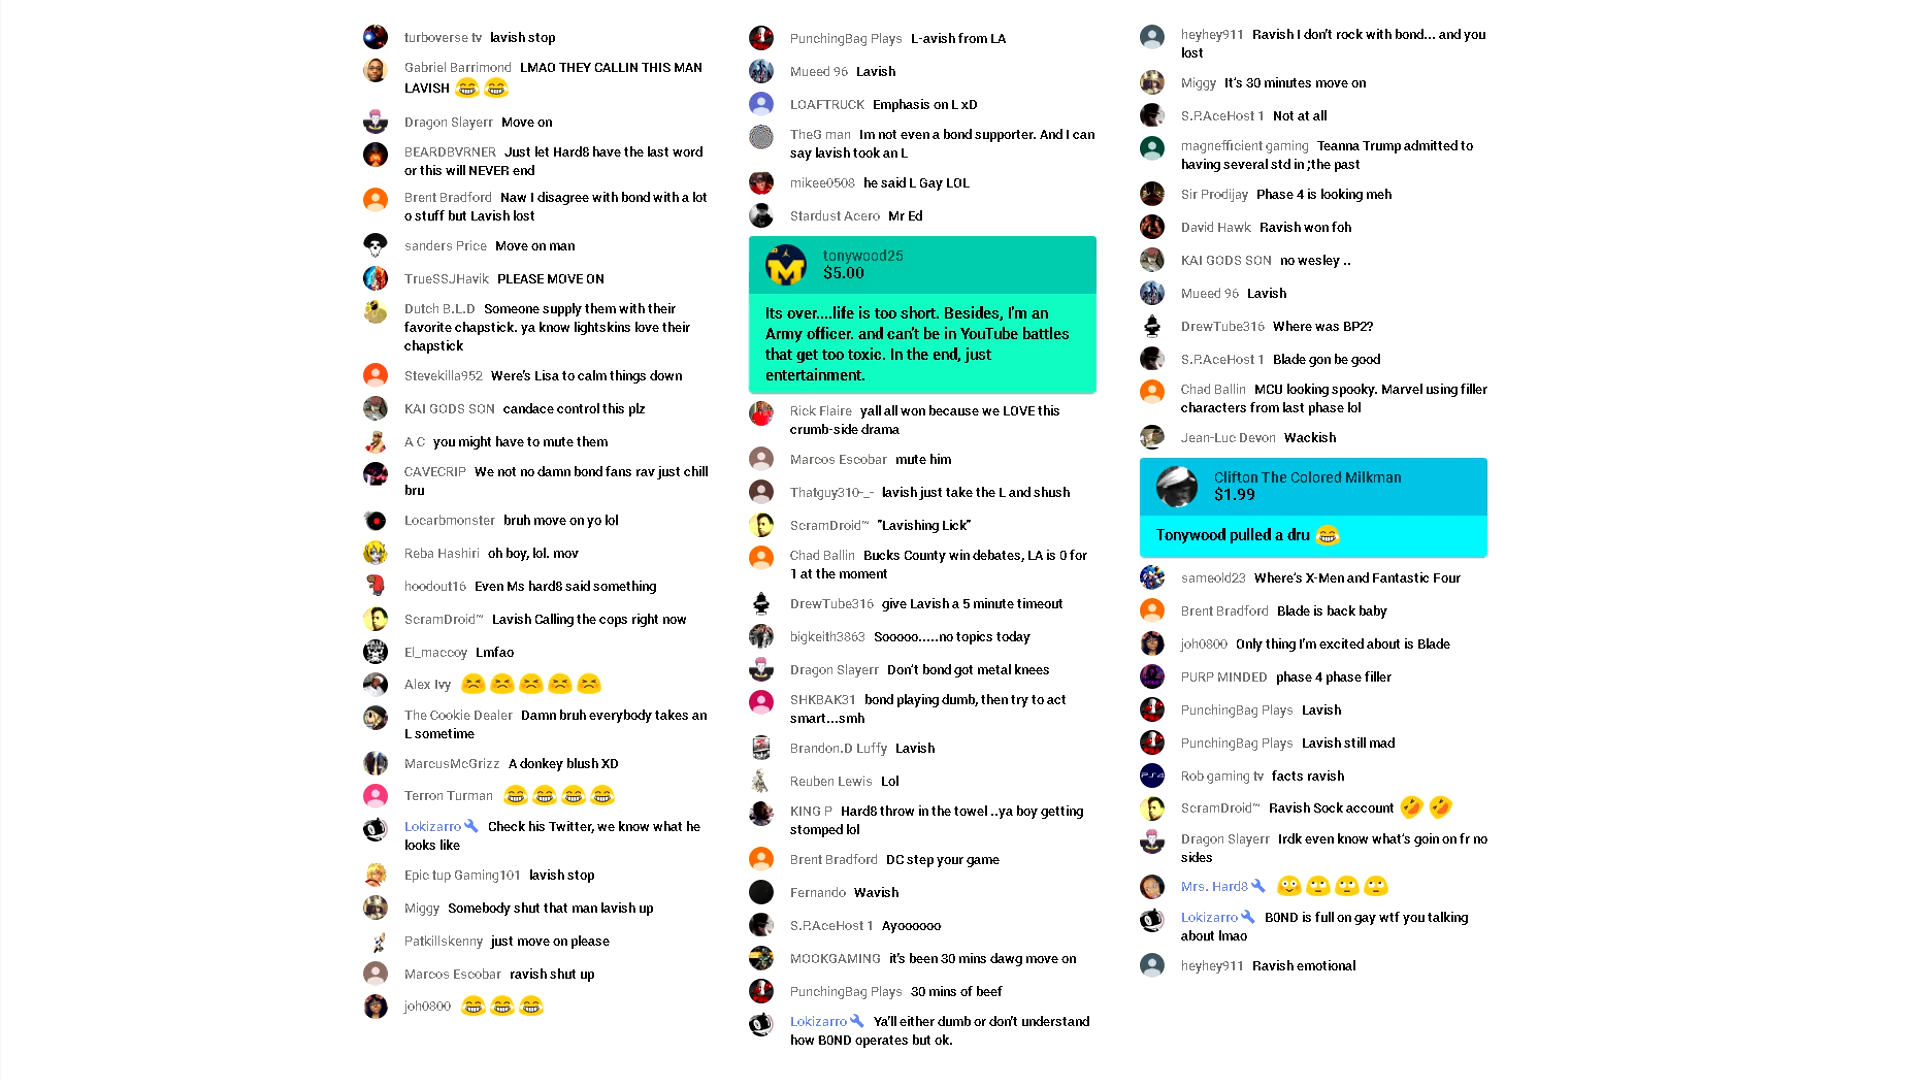 turboverse tv lavish stop
Gabriel Barrimond LMAO THEY CALLIN THIS MAN
LAVISH 😂 😂
Dragon Slayerr Move on
BEARDBVRNER Just let Hard8 have the last word
or this will NEVER end
Brent Bradford Naw I disagree with bond with a lot
o stuff but Lavish lost
sanders Price Move on man
TrueSSJHavik PLEASE MOVE ON
Dutch B.L.D Someone supply them with their
favorite chapstick. ya know lightskins love their
chapstick
Stevekilla952 Were's Lisa to calm things down
KAI GODS SON candace control this plz
A C you might have to mute them
CAVECRIP We not no damn bond fans rav just chill
bru
Locarbmonster bruh move on yo lol
Reba Hashiri oh boy, lol. mov
hoodout16 Even Ms hard8 said something
ScramDroid™ Lavish Calling the cops right now
El_maccoy Lmfao
Alex Ivy 😣 😣 😣 😣 😣
The Cookie Dealer Damn bruh everybody takes an
L sometime
MarcusMcGrizz A donkey blush XD
Terron Turman 😂 😂 😂 😂
Lokizarro Check his Twitter, we know what he
looks like
Epic tup Gaming101 lavish stop
Miggy Somebody shut that man lavish up
Patkillskenny just move on please
Marcos Escobar ravish shut up
joh0800 😂 😂 😂
PunchingBag Plays L-avish from LA
Mueed 96 Lavish
LOAFTRUCK Emphasis on L xD
TheG man Im not even a bond supporter. And I can
say lavish took an L
mikee0508 he said L Gay LOL
Stardust Acero Mr Ed
tonywood25
$5.00
Its over....life is too short. Besides, I'm an
Army officer. and can't be in YouTube battles
that get too toxic. In the end, just
entertainment.
Rick Flaire yall all won because we LOVE this
crumb-side drama
Marcos Escobar mute him
Thatguy310-_- lavish just take the L and shush
ScramDroid™ "Lavishing Lick"
Chad Ballin Bucks County win debates, LA is 0 for
1 at the moment
DrewTube316 give Lavish a 5 minute timeout
bigkeith3863 Sooooo.....no topics today
Dragon Slayerr Don't bond got metal knees
SHKBAK31 bond playing dumb, then try to act
smart...smh
Brandon.D Luffy Lavish
Reuben Lewis Lol
KING P Hard8 throw in the towel ..ya boy getting
stomped lol
Brent Bradford DC step your game
Fernando Wavish
S.P.AceHost 1 Ayoooooo
MOOKGAMING it's been 30 mins dawg move on
PunchingBag Plays 30 mins of beef
Lokizarro Ya'll either dumb or don't understand
how B0ND operates but ok.
heyhey911 Ravish I don't rock with bond... and you
lost
Miggy It's 30 minutes move on
S.P.AceHost 1 Not at all
magnefficient gaming Teanna Trump admitted to
having several std in ;the past
Sir Prodijay Phase 4 is looking meh
David Hawk Ravish won foh
KAI GODS SON no wesley ..
Mueed 96 Lavish
DrewTube316 Where was BP2?
S.P.AceHost 1 Blade gon be good
Chad Ballin MCU looking spooky. Marvel using filler
characters from last phase lol
Jean-Luc Devon Wackish
Clifton The Colored Milkman
$1.99
Tonywood pulled a dru 😂
sameold23 Where's X-Men and Fantastic Four
Brent Bradford Blade is back baby
joh0800 Only thing I'm excited about is Blade
PURP MINDED phase 4 phase filler
PunchingBag Plays Lavish
PunchingBag Plays Lavish still mad
Rob gaming tv facts ravish
ScramDroid™ Ravish Sock account 🤣 🤣
Dragon Slayerr Irdk even know what's goin on fr no
sides
Mrs. Hard8 🙄 🙄 🙄 🙄
Lokizarro B0ND is full on gay wtf you talking
about lmao
heyhey911 Ravish emotional